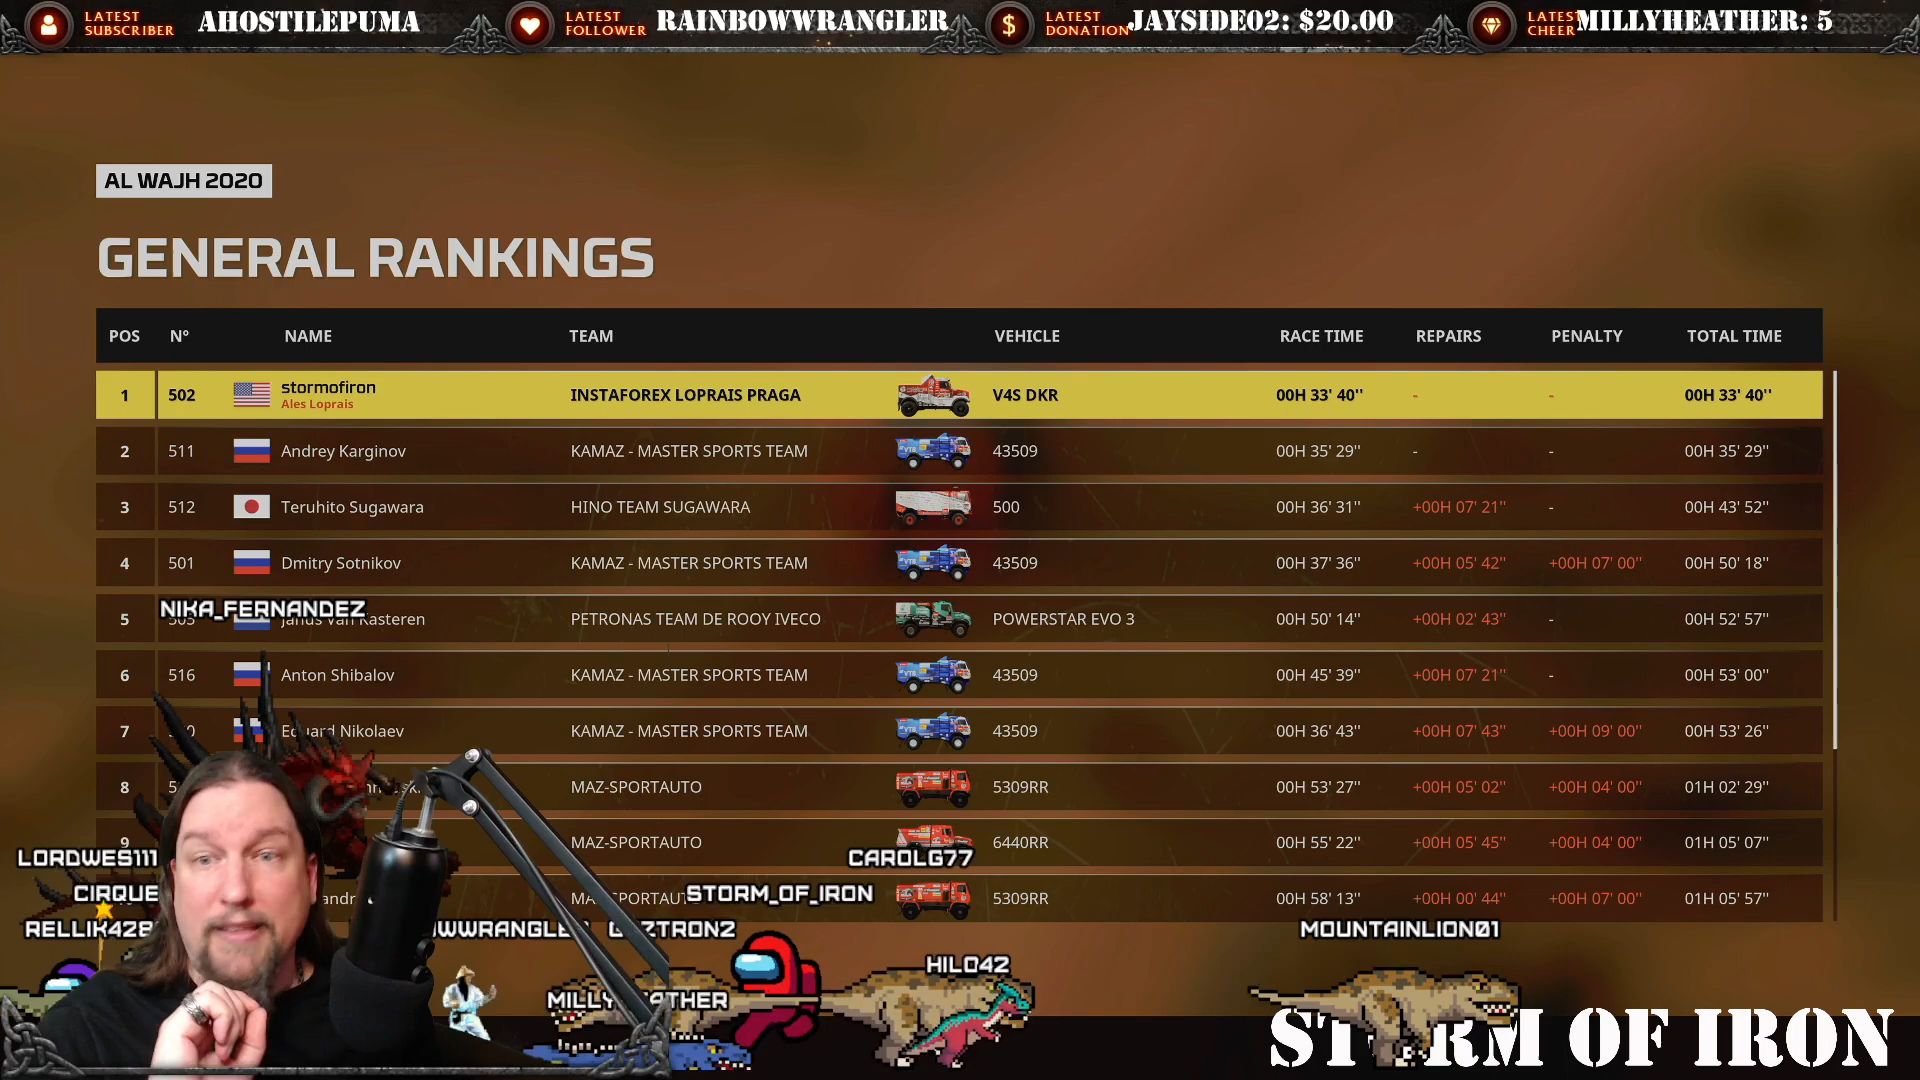 LATEST SUBSCRIBER AHOSTILEPUMA
LATEST FOLLOWER RAINBOWWRANGLER
LATEST DONATION JAYSIDE02: $20.00
LATEST CHEER MILLYHEATHER: 5
AL WAJH 2020
GENERAL RANKINGS
POS N° NAME TEAM VEHICLE RACE TIME REPAIRS PENALTY TOTAL TIME
1 502 stormofiron INSTAFOREX LOPRAIS PRAGA V4S DKR 00H 33' 40'' - - 00H 33' 40''
Ales Loprais
2 511 Andrey Karginov KAMAZ - MASTER SPORTS TEAM 43509 00H 35' 29'' - - 00H 35' 29''
3 512 Teruhito Sugawara HINO TEAM SUGAWARA 500 00H 36' 31'' +00H 07' 21'' - 00H 43' 52''
4 501 Dmitry Sotnikov KAMAZ - MASTER SPORTS TEAM 43509 00H 37' 36'' +00H 05' 42'' +00H 07' 00'' 00H 50' 18''
NIKA_FERNANDEZ
5 Janus van Kasteren PETRONAS TEAM DE ROOY IVECO POWERSTAR EVO 3 00H 50' 14'' +00H 02' 43'' - 00H 52' 57''
6 516 Anton Shibalov KAMAZ - MASTER SPORTS TEAM 43509 00H 45' 39'' +00H 07' 21'' - 00H 53' 00''
7 Eduard Nikolaev KAMAZ - MASTER SPORTS TEAM 43509 00H 36' 43'' +00H 07' 43'' +00H 09' 00'' 00H 53' 26''
8 MAZ-SPORTAUTO 5309RR 00H 53' 27'' +00H 05' 02'' +00H 04' 00'' 01H 02' 29''
9 MAZ-SPORTAUTO 6440RR 00H 55' 22'' +00H 05' 45'' +00H 04' 00'' 01H 05' 07''
LORDWES111 CAROLG77
CIRQUE STORM_OF_IRON
5309RR 00H 58' 13'' +00H 00' 44'' +00H 07' 00'' 01H 05' 57''
RELLIK428 MOUNTAINLION01
HILO42
MILLYHEATHER
STORM OF IRON